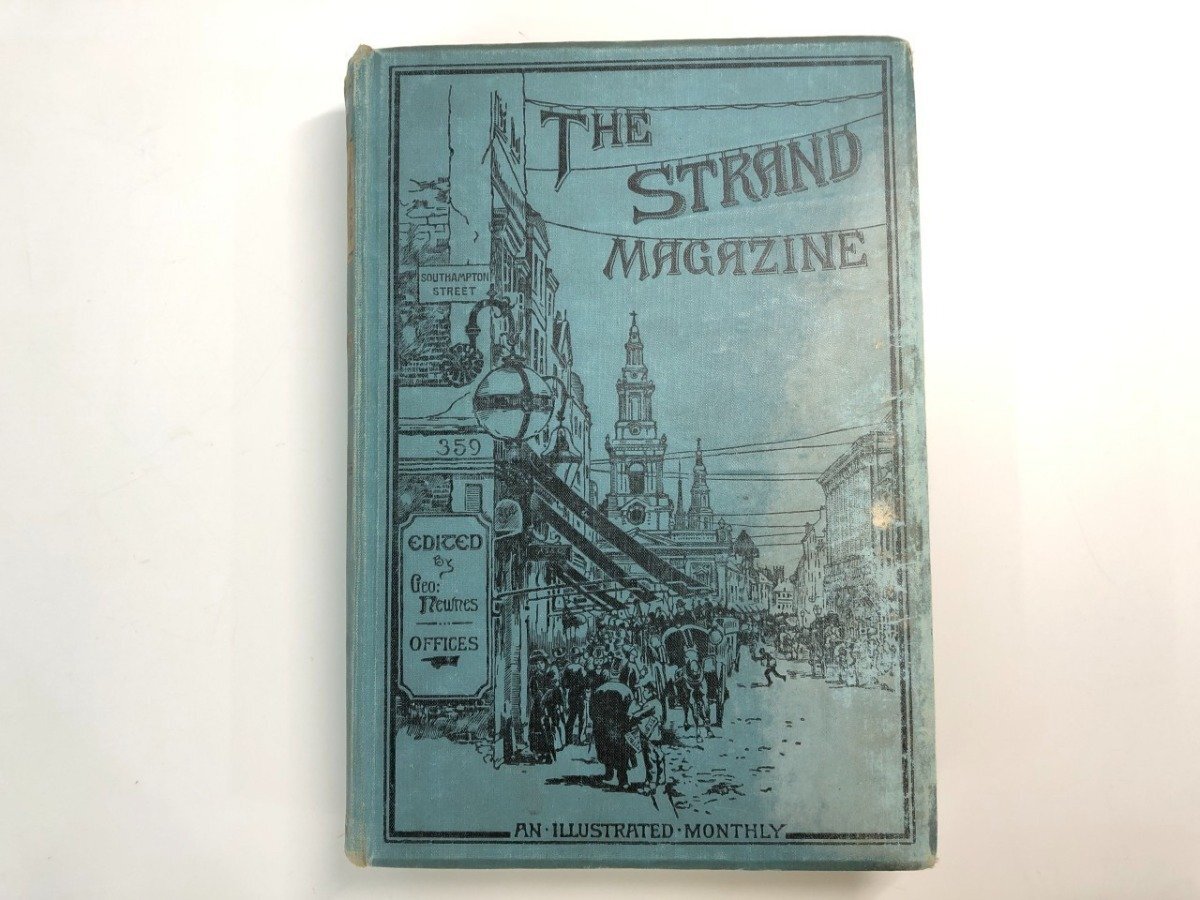 THE
STRAND
MAGAZINE
SOUTHAMPTON
STREET
359
EDITED
By
Geo:
Newnes
OFFICES
AN · ILLUSTRATED · MONTHLY